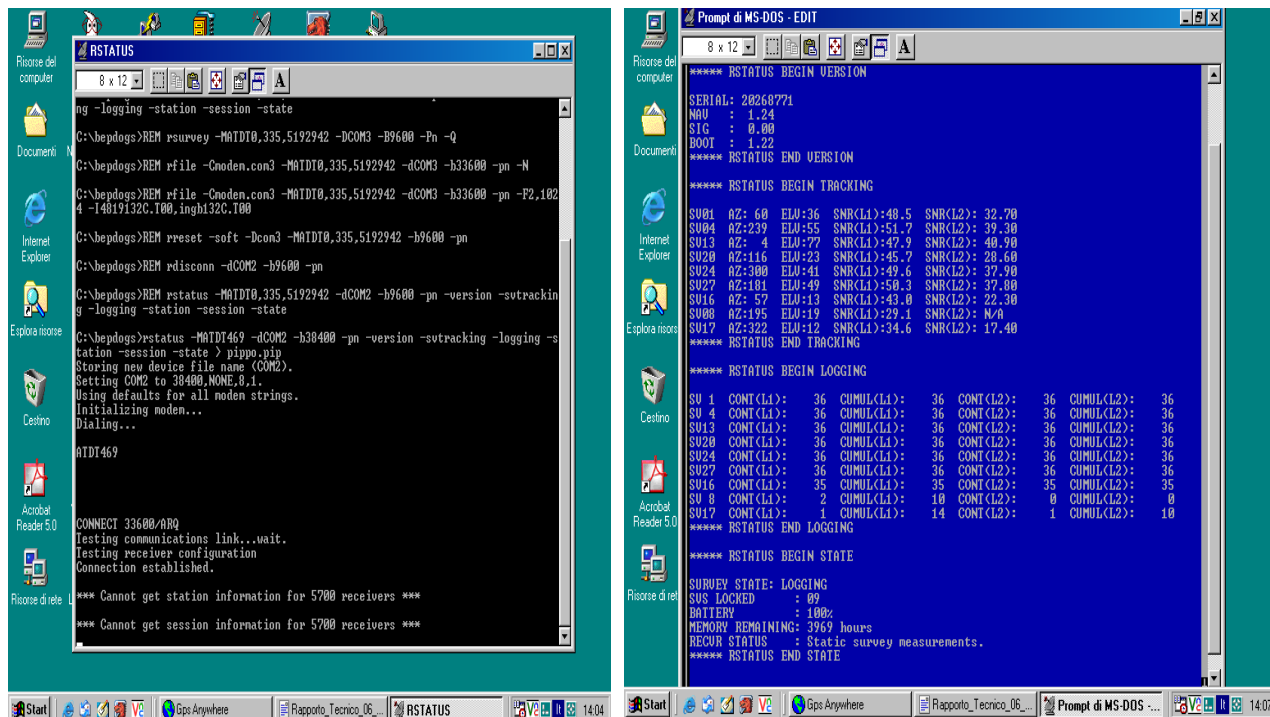 RSTATUS
8 x 12
Risorse del
computer
Documenti
Internet
Explorer
Esplora risorse
Cestino
Acrobat
Reader 5.0
Risorse di rete
ng -logging -station -session -state
C:\bepdogs>REM rsurvey -MATDT0,335,5192942 -DCOM3 -B9600 -Pn -Q
C:\bepdogs>REM rfile -Cmodem.com3 -MATDT0,335,5192942 -dCOM3 -b33600 -pn -N
C:\bepdogs>REM rfile -Cmodem.com3 -MATDT0,335,5192942 -dCOM3 -b33600 -pn -F2,102
4 -I4819132C.T00,ingb132C.T00
C:\bepdogs>REM rreset -soft -Dcom3 -MATDT0,335,5192942 -b9600 -pn
C:\bepdogs>REM rdisconn -dCOM2 -b9600 -pn
C:\bepdogs>REM rstatus -MATDT0,335,5192942 -dCOM2 -b9600 -pn -version -svtrackin
g -logging -station -session -state
C:\bepdogs>rstatus -MATDT469 -dCOM2 -b38400 -pn -version -svtracking -logging -s
tation -session -state > pippo.pip
Storing new device file name (COM2).
Setting COM2 to 38400,NONE,8,1.
Using defaults for all modem strings.
Initializing modem...
Dialing...
ATDT469
CONNECT 33600/ARQ
Testing communications link...wait.
Testing receiver configuration
Connection established.
*** Cannot get station information for 5700 receivers ***
*** Cannot get session information for 5700 receivers ***
Start
Gps Anywhere
Rapporto_Tecnico_06_...
RSTATUS
14:04
Prompt di MS-DOS - EDIT
8 x 12
Risorse del
computer
Documenti
Internet
Explorer
Esplora risors
Cestino
Acrobat
Reader 5.0
Risorse di ret
***** RSTATUS BEGIN VERSION
SERIAL: 20268771
NAV : 1.24
SIG : 0.00
BOOT : 1.22
***** RSTATUS END VERSION
***** RSTATUS BEGIN TRACKING
SV01 AZ: 60 ELV:36 SNR(L1):48.5 SNR(L2): 32.70
SV04 AZ:239 ELV:55 SNR(L1):51.7 SNR(L2): 39.30
SV13 AZ: 4 ELV:77 SNR(L1):47.9 SNR(L2): 40.90
SV20 AZ:116 ELV:23 SNR(L1):45.7 SNR(L2): 28.60
SV24 AZ:300 ELV:41 SNR(L1):49.6 SNR(L2): 37.90
SV27 AZ:181 ELV:49 SNR(L1):50.3 SNR(L2): 37.80
SV16 AZ: 57 ELV:13 SNR(L1):43.0 SNR(L2): 22.30
SV08 AZ:195 ELV:19 SNR(L1):29.1 SNR(L2): N/A
SV17 AZ:322 ELV:12 SNR(L1):34.6 SNR(L2): 17.40
***** RSTATUS END TRACKING
***** RSTATUS BEGIN LOGGING
SV 1 CONT(L1): 36 CUMUL(L1): 36 CONT(L2): 36 CUMUL(L2): 36
SV 4 CONT(L1): 36 CUMUL(L1): 36 CONT(L2): 36 CUMUL(L2): 36
SV13 CONT(L1): 36 CUMUL(L1): 36 CONT(L2): 36 CUMUL(L2): 36
SV20 CONT(L1): 36 CUMUL(L1): 36 CONT(L2): 36 CUMUL(L2): 36
SV24 CONT(L1): 36 CUMUL(L1): 36 CONT(L2): 36 CUMUL(L2): 36
SV27 CONT(L1): 36 CUMUL(L1): 36 CONT(L2): 36 CUMUL(L2): 36
SV16 CONT(L1): 35 CUMUL(L1): 35 CONT(L2): 35 CUMUL(L2): 35
SV 8 CONT(L1): 2 CUMUL(L1): 10 CONT(L2): 0 CUMUL(L2): 0
SV17 CONT(L1): 1 CUMUL(L1): 14 CONT(L2): 1 CUMUL(L2): 10
***** RSTATUS END LOGGING
***** RSTATUS BEGIN STATE
SURVEY STATE: LOGGING
SVS LOCKED : 09
BATTERY : 100%
MEMORY REMAINING: 3969 hours
RECVR STATUS : Static survey measurements.
***** RSTATUS END STATE
Start
Gps Anywhere
Rapporto_Tecnico_06_...
Prompt di MS-DOS -...
14:07